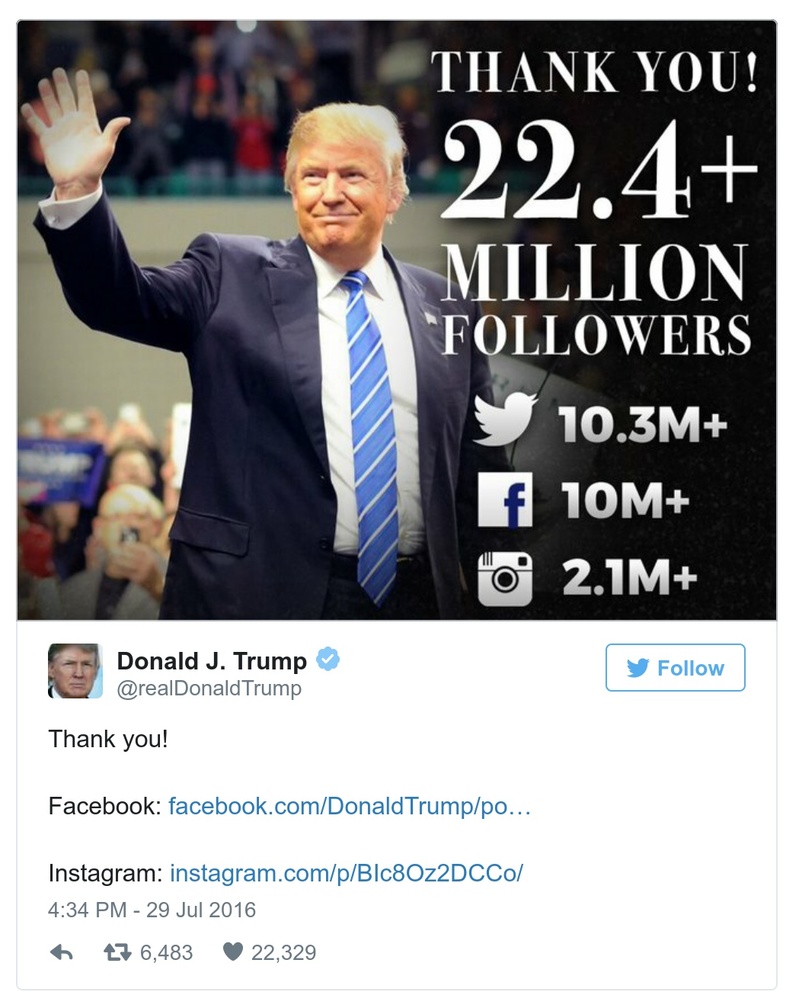 THANK YOU!
22.4+
MILLION
FOLLOWERS
10.3M+
10M+
2.1M+
Donald J. Trump
@realDonaldTrump
Follow
Thank you!
Facebook: facebook.com/DonaldTrump/po…
Instagram: instagram.com/p/BIc8Oz2DCCo/
4:34 PM - 29 Jul 2016
6,483 22,329